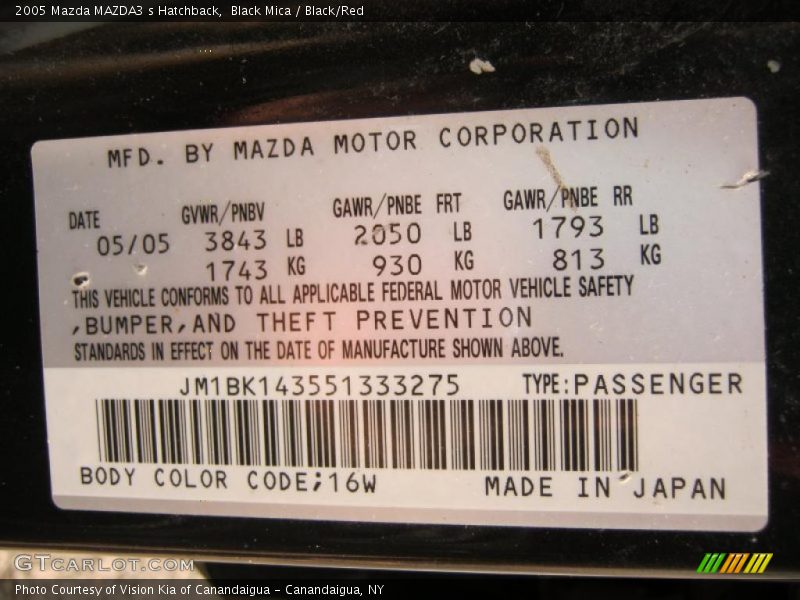 2005 Mazda MAZDA3 s Hatchback,  Black Mica / Black/Red
MFD. BY MAZDA MOTOR CORPORATION
DATE GVWR/PNBV GAWR/PNBE FRT GAWR/PNBE RR
05/05 3843 LB 2050 LB 1793 LB
1743 KG 930 KG 813 KG
THIS VEHICLE CONFORMS TO ALL APPLICABLE FEDERAL MOTOR VEHICLE SAFETY
,BUMPER,AND THEFT PREVENTION
STANDARDS IN EFFECT ON THE DATE OF MANUFACTURE SHOWN ABOVE.
JM1BK143551333275 TYPE:PASSENGER
BODY COLOR CODE;16W MADE IN JAPAN
GTCARLOT.COM
Photo Courtesy of Vision Kia of Canandaigua - Canandaigua, NY